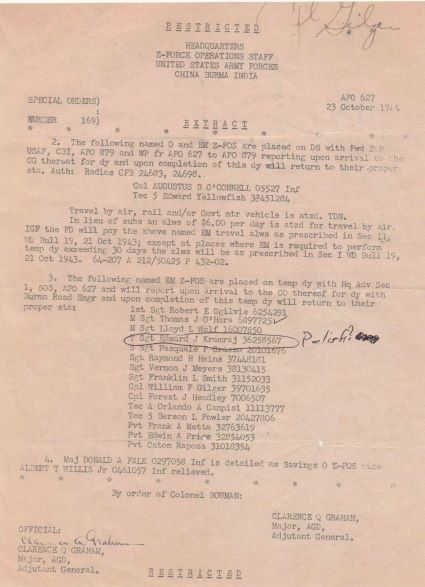 RESTRICTED
HEADQUARTERS
Z-FORCE OPERATIONS STAFF
UNITED STATES ARMY FORCES
CHINA BURMA INDIA
SPECIAL ORDERS)
APO 627
23 October 1944
NUMBER 169)
EXTRACT
* * * * * * * * * *
2. The following named O and EM Z-FOS are placed on DS with Fwd Ech
USAF, CBI, APO 879 and WP fr APO 627 to APO 879 reporting upon arrival to the
CG thereat for dy and upon completion of this dy will return to their proper
sta. Auth: Radios CFB 24683, 24698.
Col AUGUSTUS B O'CONNELL 05527 Inf
Tec 5 Edward Yellowfish 38451284
Travel by air, rail and/or Govt mtr vehicle is atzd. TDN.
In lieu of subs an alws of $6.00 per day is atzd for travel by air.
IGF the FD will pay the above named EM travel alws as prescribed in Sec II,
WD Bull 19, 21 Oct 1943; except at places where EM is required to perform
temp dy exceeding 30 days the alws will be as prescribed in Sec I WD Bull 19,
21 Oct 1943. 64-207 A 212/50425 P 432-02.
3. The following named EM Z-FOS are placed on temp dy with Hq Adv Sec
1, SOS, APO 627 and will report upon arrival to the CO thereof for dy with
Burma Road Engr and upon completion of this temp dy will return to their
proper sta:
1st Sgt Robert E Ogilvie 6254291
M Sgt Thomas J O'Hara 6897725
M Sgt Lloyd L Wolf 16007850
Sgt Edward J Kramraj 36258567
S Sgt Pasquale F Grasso 20101676
Sgt Raymond H Heins 37448181
Sgt Vernon J Meyers 38130415
Sgt Franklin L Smith 31152033
Cpl William F Gilger 39701635
Cpl Forest J Headley 7006507
Tec 4 Orlando A Campisi 11113777
Tec 5 Berson L Fowler 20427806
Pvt Frank A Metta 32763169
Pvt Edwin A Price 32854053
Pvt Caton Rapoza 31018354
4. Maj DONALD A FALK 0297058 Inf is detailed as Savings O Z-FOS vice
ALBERT T WILLIS Jr 0461057 Inf relieved.
* * * * * * * * * *
By order of Colonel BOWMAN:
CLARENCE Q GRAHAM,
Major, AGD,
Adjutant General.
OFFICIAL:
Clarence Q. Graham
CLARENCE Q GRAHAM,
Major, AGD,
Adjutant General.
RESTRICTED